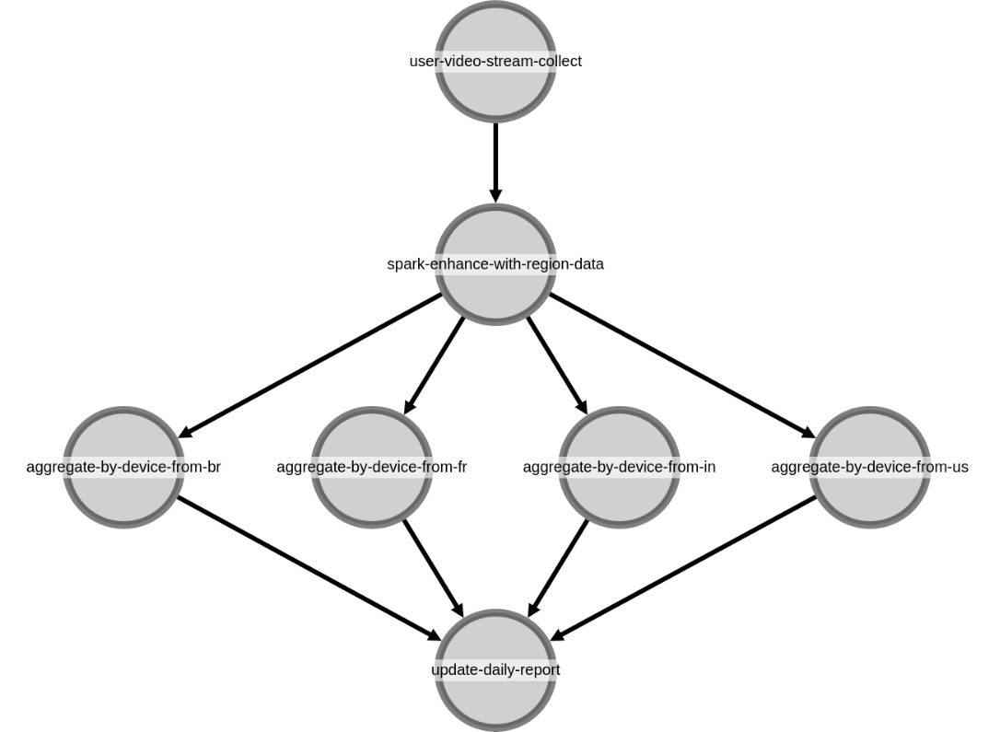 user-video-stream-collect
spark-enhance-with-region-data
aggregate-by-device-from-br
aggregate-by-device-from-fr
aggregate-by-device-from-in
aggregate-by-device-from-us
update-daily-report